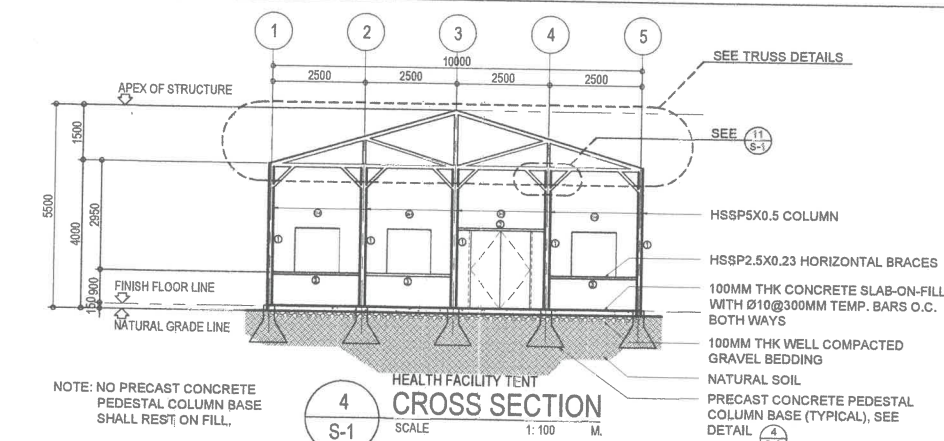 1 2 3 4 5
10000
2500 2500 2500 2500
SEE TRUSS DETAILS
APEX OF STRUCTURE
SEE 11
S-1
1500
5500
4000
2950
900
150
HSSP5X0.5 COLUMN
HSSP2.5X0.23 HORIZONTAL BRACES
FINISH FLOOR LINE
NATURAL GRADE LINE
100MM THK CONCRETE SLAB-ON-FILL
WITH Ø10@300MM TEMP. BARS O.C.
BOTH WAYS
100MM THK WELL COMPACTED
GRAVEL BEDDING
NATURAL SOIL
PRECAST CONCRETE PEDESTAL
COLUMN BASE (TYPICAL), SEE
DETAIL 4
NOTE: NO PRECAST CONCRETE
PEDESTAL COLUMN BASE
SHALL REST ON FILL.
4
S-1
HEALTH FACILITY TENT
CROSS SECTION
SCALE 1: 100 M.